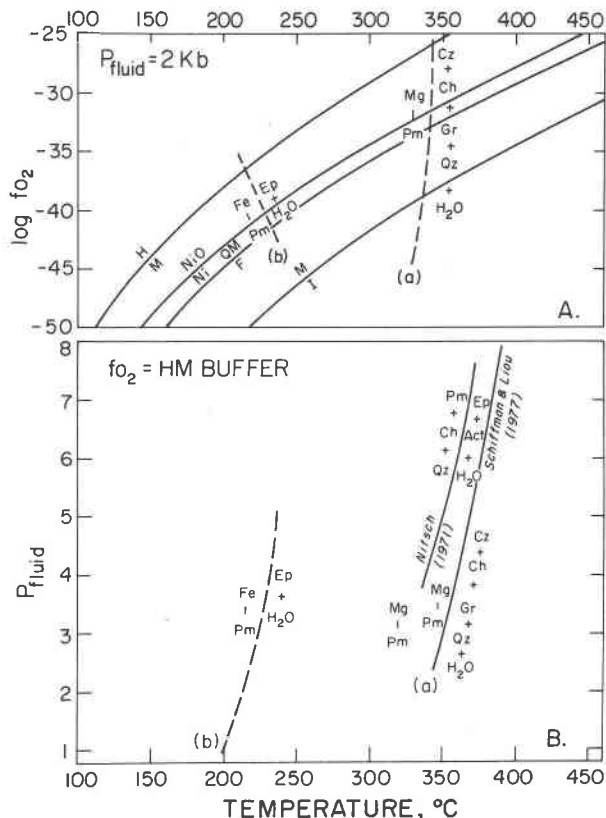 100 150 200 250 300 350 400 450
-25
-30
-35
-40
-45
-50
log fO₂
P fluid = 2 Kb
H
M
NiO
Ni
QM
F
M
I
Fe
Pm
Ep
+
H₂O
(b)
Mg
Pm
Cz
+
Ch
+
Gr
+
Qz
+
H₂O
(a)
A.
fO₂ = HM BUFFER
8
7
6
5
4
3
2
1
P fluid
Pm
+
Ch
+
Qz
Ep
+
Act
+
H₂O
Nitsch (1971)
Schiffman & Liou (1977)
Fe
Pm
Ep
+
H₂O
(b)
Mg
Pm
Mg
Pm
Cz
+
Ch
+
Gr
+
Qz
+
H₂O
(a)
B.
100 150 200 250 300 350 400 450
TEMPERATURE, °C